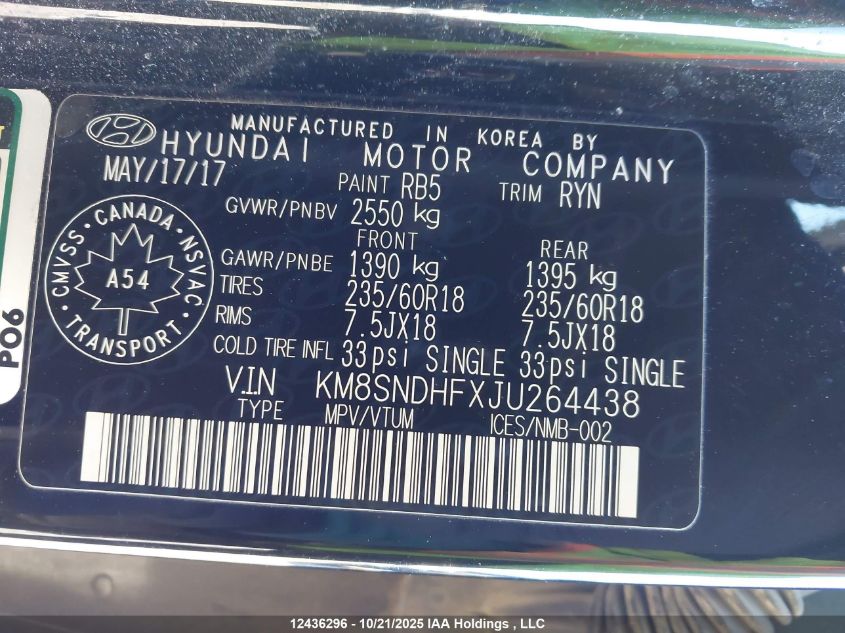 MANUFACTURED IN KOREA BY
HYUNDAI MOTOR COMPANY
MAY/17/17 PAINT RB5 TRIM RYN
GVWR/PNBV 2550 kg
FRONT REAR
GAWR/PNBE 1390 kg 1395 kg
TIRES 235/60R18 235/60R18
RIMS 7.5JX18 7.5JX18
COLD TIRE INFL 33psi SINGLE 33psi SINGLE
V.I.N KM8SNDHFXJU264438
TYPE MPV/VTUM ICES/NMB-002
CANADA
CMVSS NSVAC
A54
TRANSPORT
T
PO6
12436296 - 10/21/2025 IAA Holdings , LLC